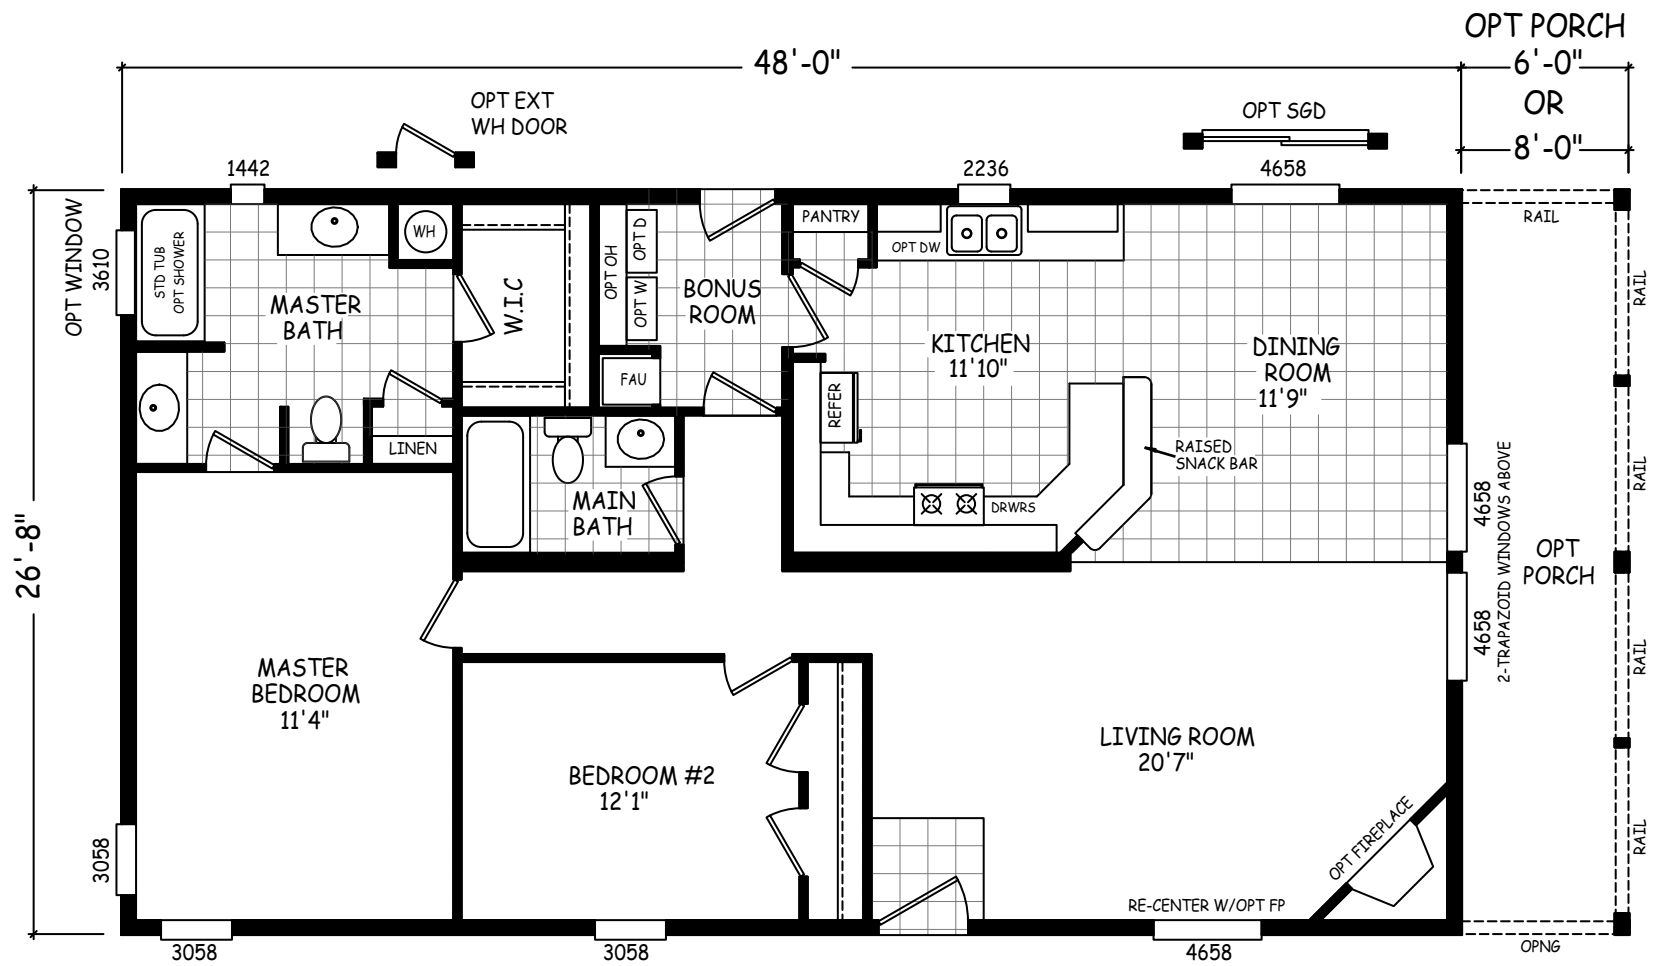 OPT PORCH
48'-0"
6'-0"
OR
8'-0"
OPT EXT
WH DOOR
OPT SGD
1442
2236
4658
OPT WINDOW
3610
STD TUB
OPT SHOWER
WH
MASTER
BATH
W.I.C
OPT OH
OPT D
OPT W
BONUS
ROOM
PANTRY
OPT DW
RAIL
RAIL
KITCHEN
11'10"
DINING
ROOM
11'9"
FAU
REFER
LINEN
RAISED
SNACK BAR
RAIL
MAIN
BATH
DRWRS
4658
2-TRAPAZOID WINDOWS ABOVE
26'-8"
OPT
PORCH
4658
RAIL
MASTER
BEDROOM
11'4"
BEDROOM #2
12'1"
LIVING ROOM
20'7"
OPT FIREPLACE
RAIL
3058
RE-CENTER W/OPT FP
3058
3058
4658
OPNG